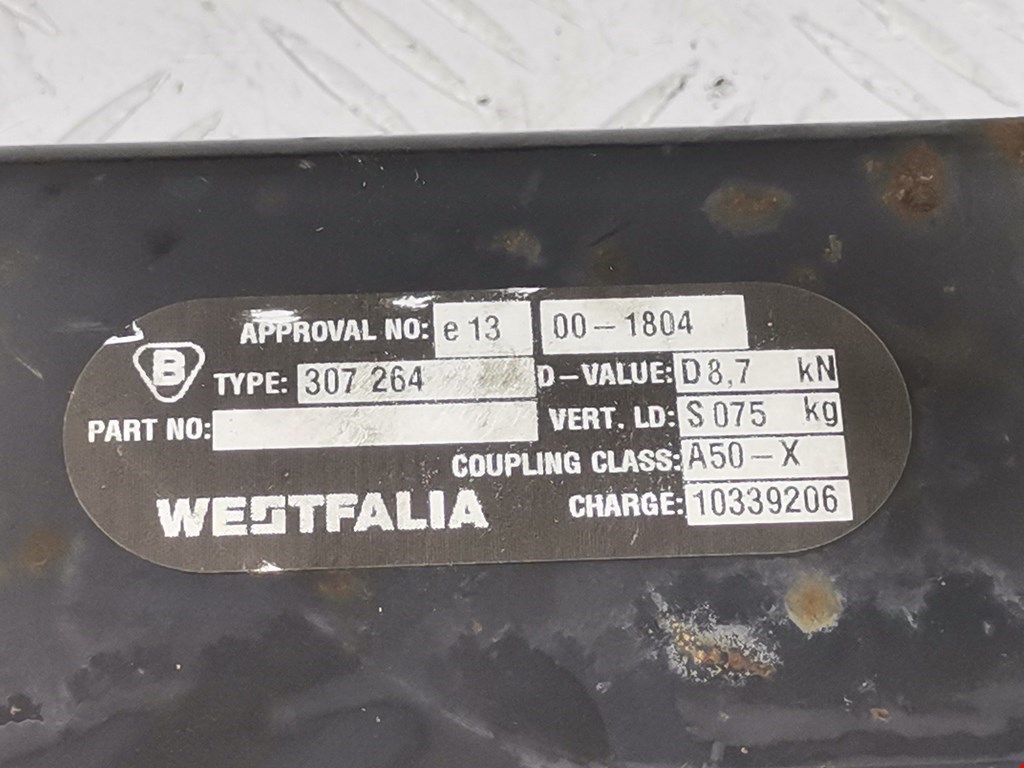 APPROVAL NO: e 13 00-1804
B
TYPE: 307 264 D-VALUE: D8,7 kN
PART NO: VERT. LD: S 075 kg
COUPLING CLASS: A50-X
WESTFALIA CHARGE: 10339206